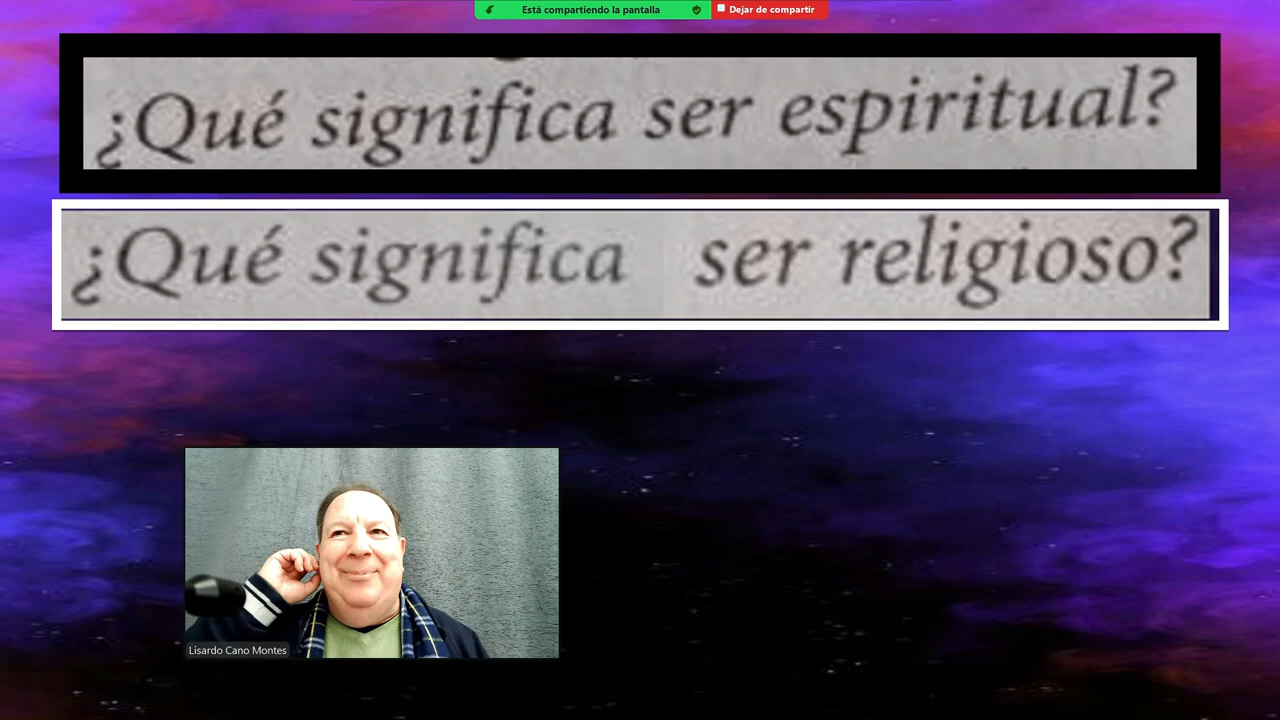 Está compartiendo la pantalla
Dejar de compartir
¿Qué significa ser espiritual?
¿Qué significa ser religioso?
Lisardo Cano Montes